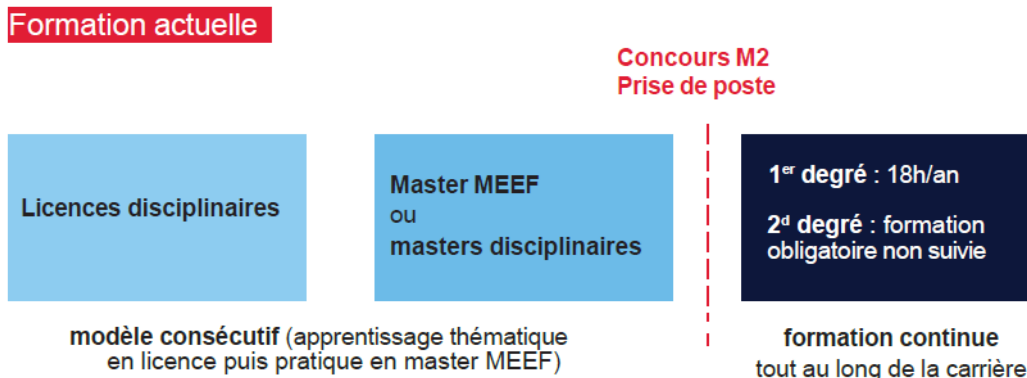 Formation actuelle
Concours M2
Prise de poste
Licences disciplinaires
Master MEEF
ou
masters disciplinaires
1er degré : 18h/an
2d degré : formation
obligatoire non suivie
modèle consécutif (apprentissage thématique
en licence puis pratique en master MEEF)
formation continue
tout au long de la carrière